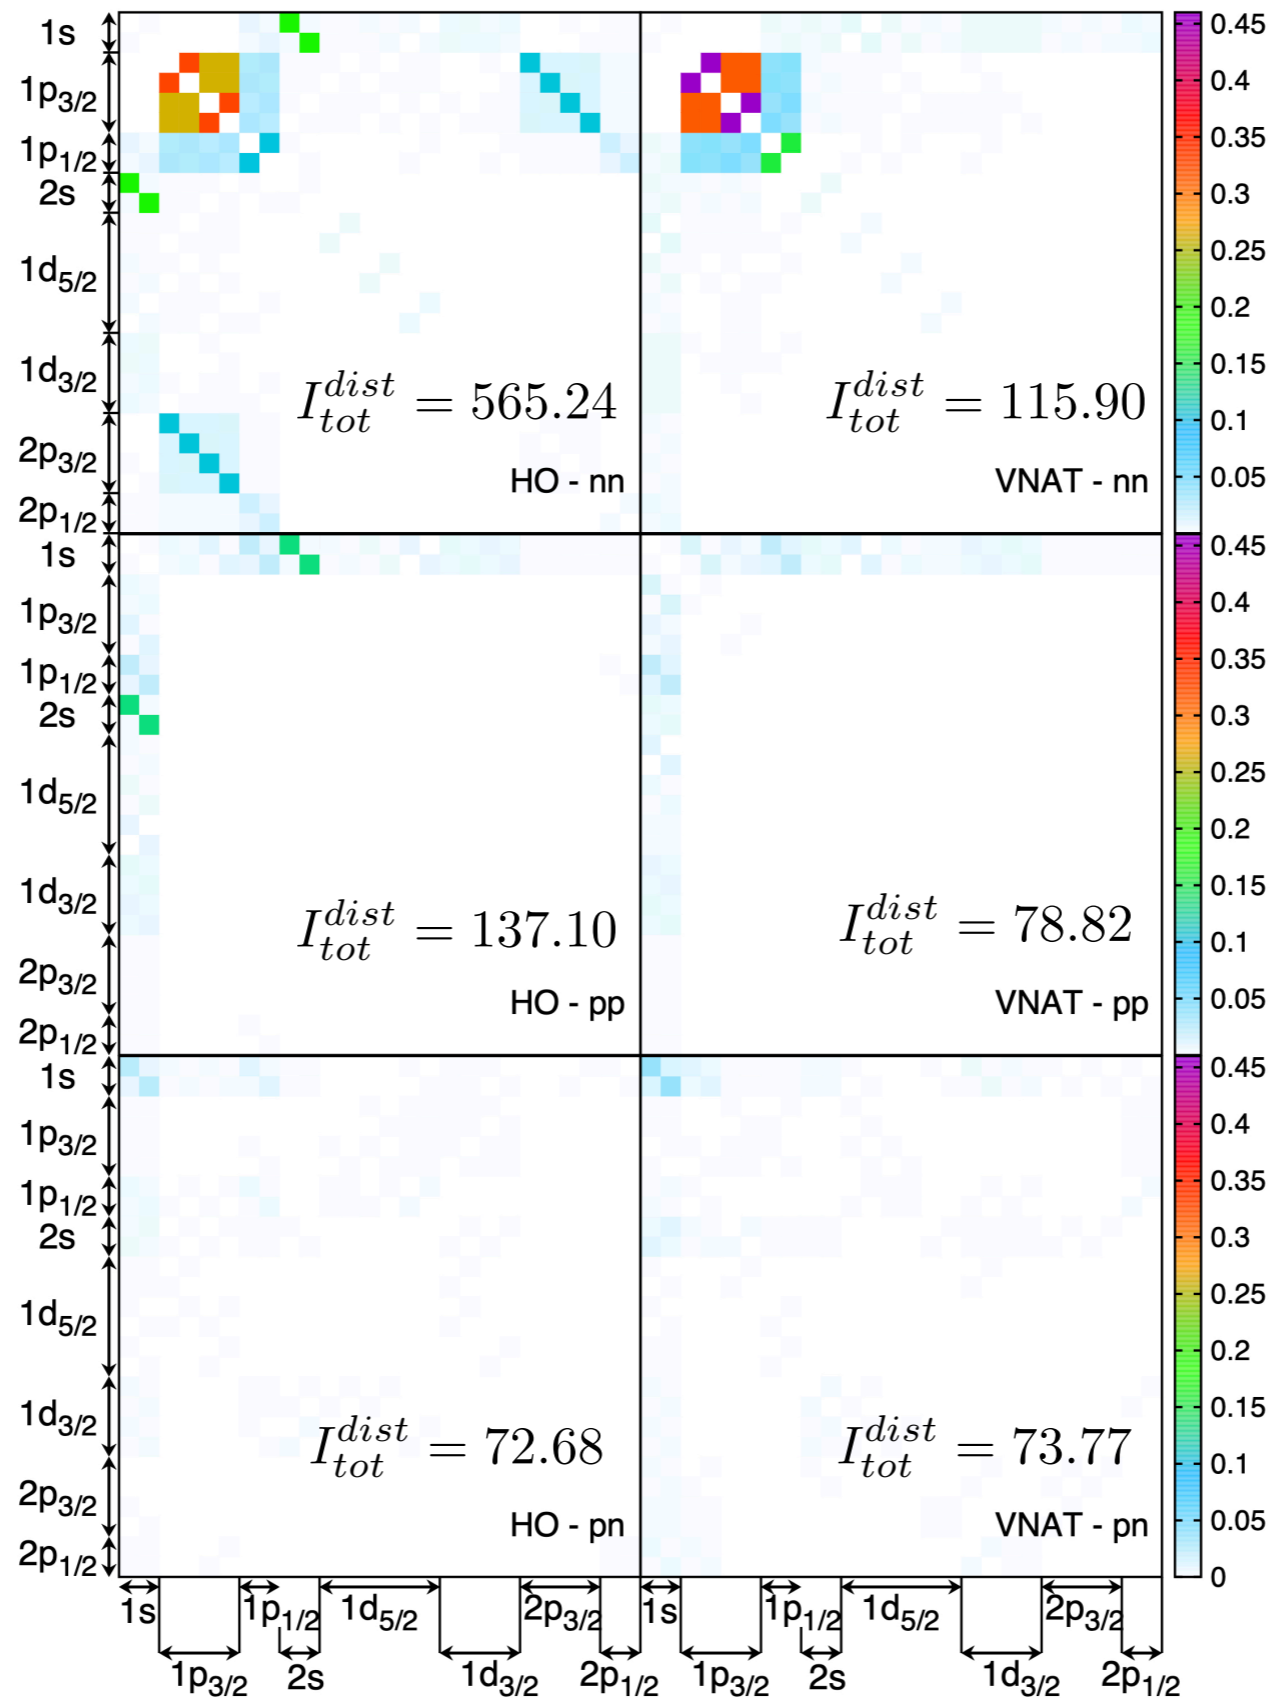 1s
1p3/2
1p1/2
2s
1d5/2
1d3/2
2p3/2
2p1/2
I_tot^dist = 565.24
HO - nn
I_tot^dist = 115.90
VNAT - nn
0.45
0.4
0.35
0.3
0.25
0.2
0.15
0.1
0.05
1s
1p3/2
1p1/2
2s
1d5/2
1d3/2
2p3/2
2p1/2
I_tot^dist = 137.10
HO - pp
I_tot^dist = 78.82
VNAT - pp
0.45
0.4
0.35
0.3
0.25
0.2
0.15
0.1
0.05
1s
1p3/2
1p1/2
2s
1d5/2
1d3/2
2p3/2
2p1/2
I_tot^dist = 72.68
HO - pn
I_tot^dist = 73.77
VNAT - pn
0.45
0.4
0.35
0.3
0.25
0.2
0.15
0.1
0.05
0
1s 1p1/2 1d5/2 2p3/2 1s 1p1/2 1d5/2 2p3/2
1p3/2 2s 1d3/2 2p1/2 1p3/2 2s 1d3/2 2p1/2